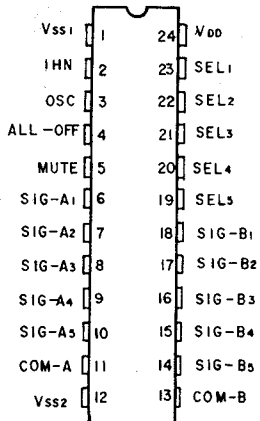 VSS1 1 24 VDD
IHN 2 23 SEL1
OSC 3 22 SEL2
ALL-OFF 4 21 SEL3
MUTE 5 20 SEL4
SIG-A1 6 19 SEL5
SIG-A2 7 18 SIG-B1
SIG-A3 8 17 SIG-B2
SIG-A4 9 16 SIG-B3
SIG-A5 10 15 SIG-B4
COM-A 11 14 SIG-B5
VSS2 12 13 COM-B